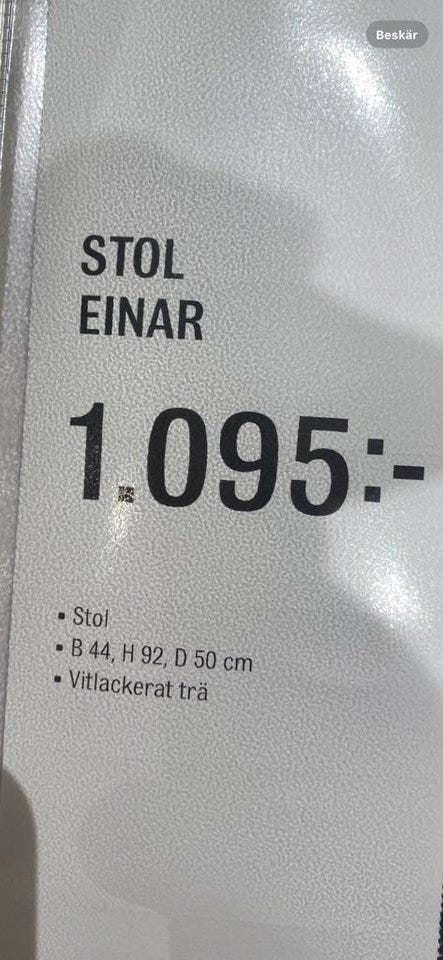 Beskär
STOL
EINAR
1.095:-
▪ Stol
▪ B 44, H 92, D 50 cm
▪ Vitlackerat trä